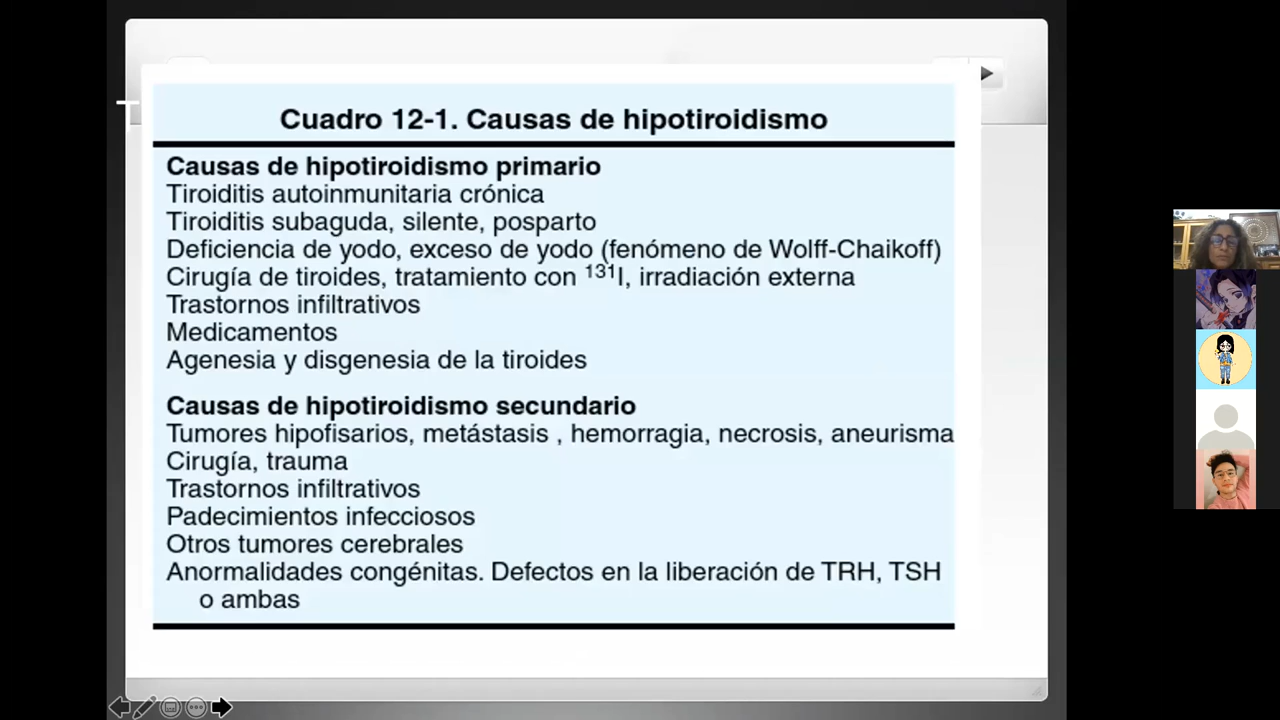 T
Cuadro 12-1. Causas de hipotiroidismo
Causas de hipotiroidismo primario
Tiroiditis autoinmunitaria crónica
Tiroiditis subaguda, silente, posparto
Deficiencia de yodo, exceso de yodo (fenómeno de Wolff-Chaikoff)
Cirugía de tiroides, tratamiento con ¹³¹I, irradiación externa
Trastornos infiltrativos
Medicamentos
Agenesia y disgenesia de la tiroides
Causas de hipotiroidismo secundario
Tumores hipofisarios, metástasis , hemorragia, necrosis, aneurisma
Cirugía, trauma
Trastornos infiltrativos
Padecimientos infecciosos
Otros tumores cerebrales
Anormalidades congénitas. Defectos en la liberación de TRH, TSH
o ambas